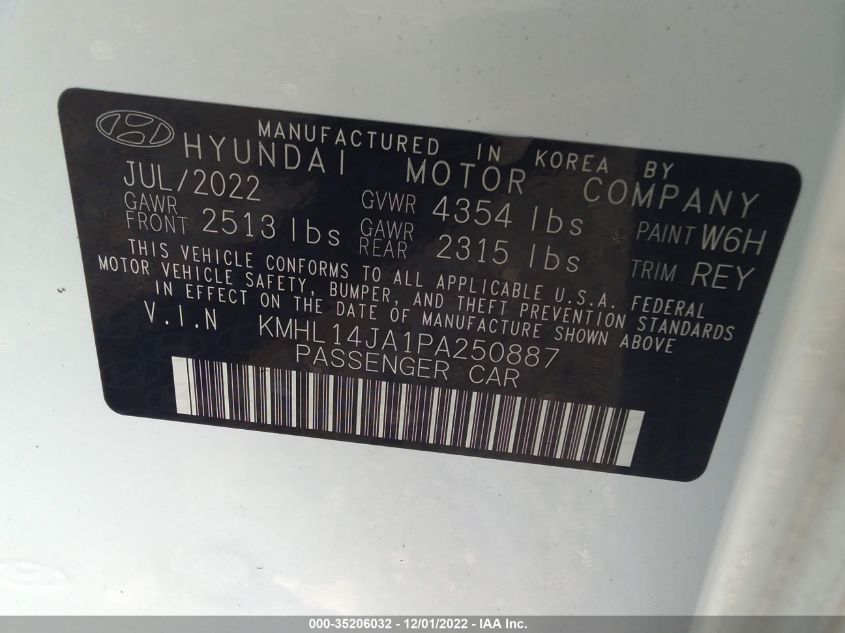 MANUFACTURED IN KOREA BY
HYUNDAI MOTOR COMPANY
JUL/2022 GVWR 4354 lbs PAINT W6H
GAWR FRONT 2513 lbs GAWR REAR 2315 lbs TRIM REY
THIS VEHICLE CONFORMS TO ALL APPLICABLE U.S.A. FEDERAL
MOTOR VEHICLE SAFETY, BUMPER, AND THEFT PREVENTION STANDARDS
IN EFFECT ON THE DATE OF MANUFACTURE SHOWN ABOVE
V.I.N KMHL14JA1PA250887
PASSENGER CAR
000-35206032 - 12/01/2022 - IAA Inc.